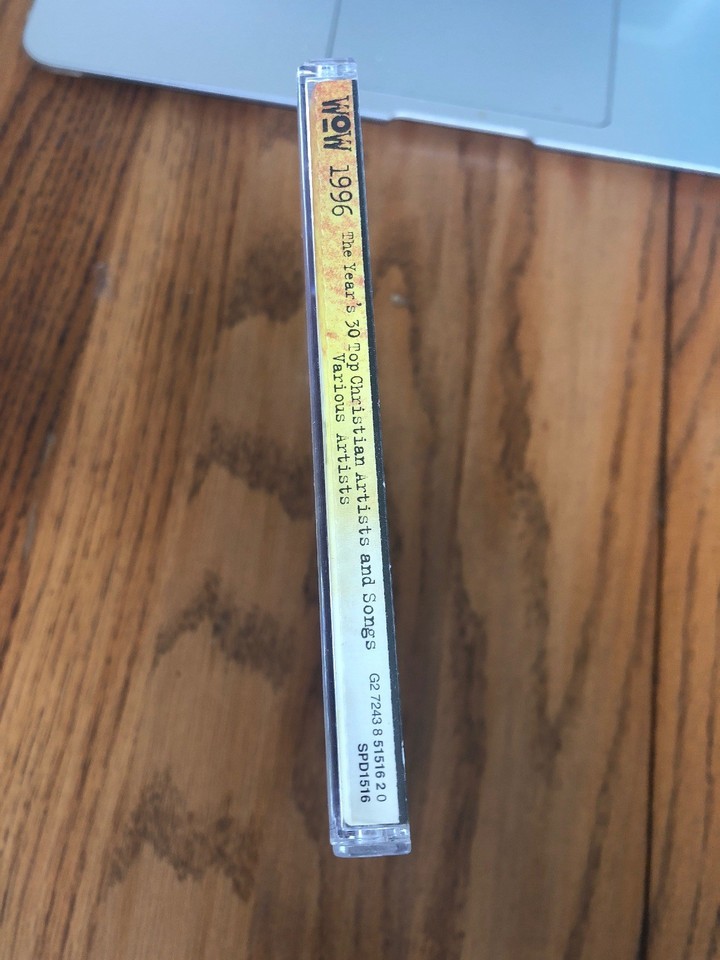 WOW 1996 The Year's 30 Top Christian Artists and Songs
Various Artists
G2 7243 8 51516 2 0
SPD1516